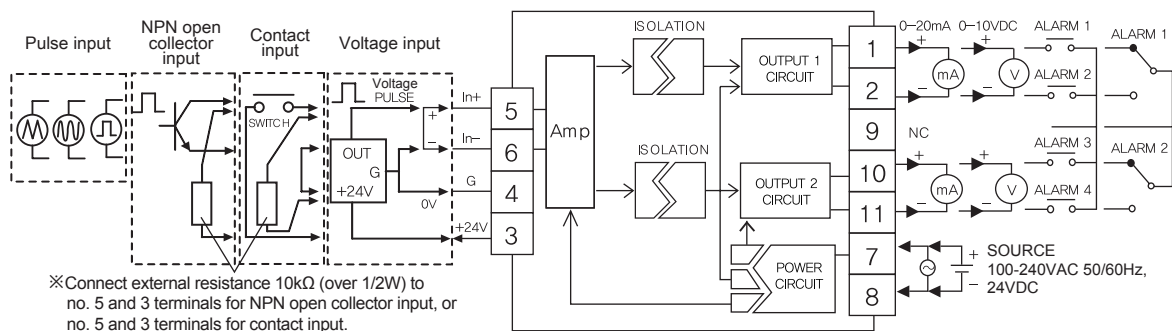 Pulse input
NPN open
collector
input
Contact
input
Voltage input
SWITCH
Voltage
PULSE
OUT
G
+24V
0V
+
−
In+
In−
G
+24V
5
6
4
3
Amp
ISOLATION
ISOLATION
OUTPUT 1
CIRCUIT
OUTPUT 2
CIRCUIT
POWER
CIRCUIT
1
2
9
10
11
7
8
0−20mA
0−10VDC
ALARM 1
ALARM 1
+
mA
−
+
V
−
ALARM 2
NC
ALARM 3
ALARM 2
+
mA
−
+
V
−
ALARM 4
+
−
SOURCE
100-240VAC 50/60Hz,
24VDC
※Connect external resistance 10kΩ (over 1/2W) to
no. 5 and 3 terminals for NPN open collector input, or
no. 5 and 3 terminals for contact input.